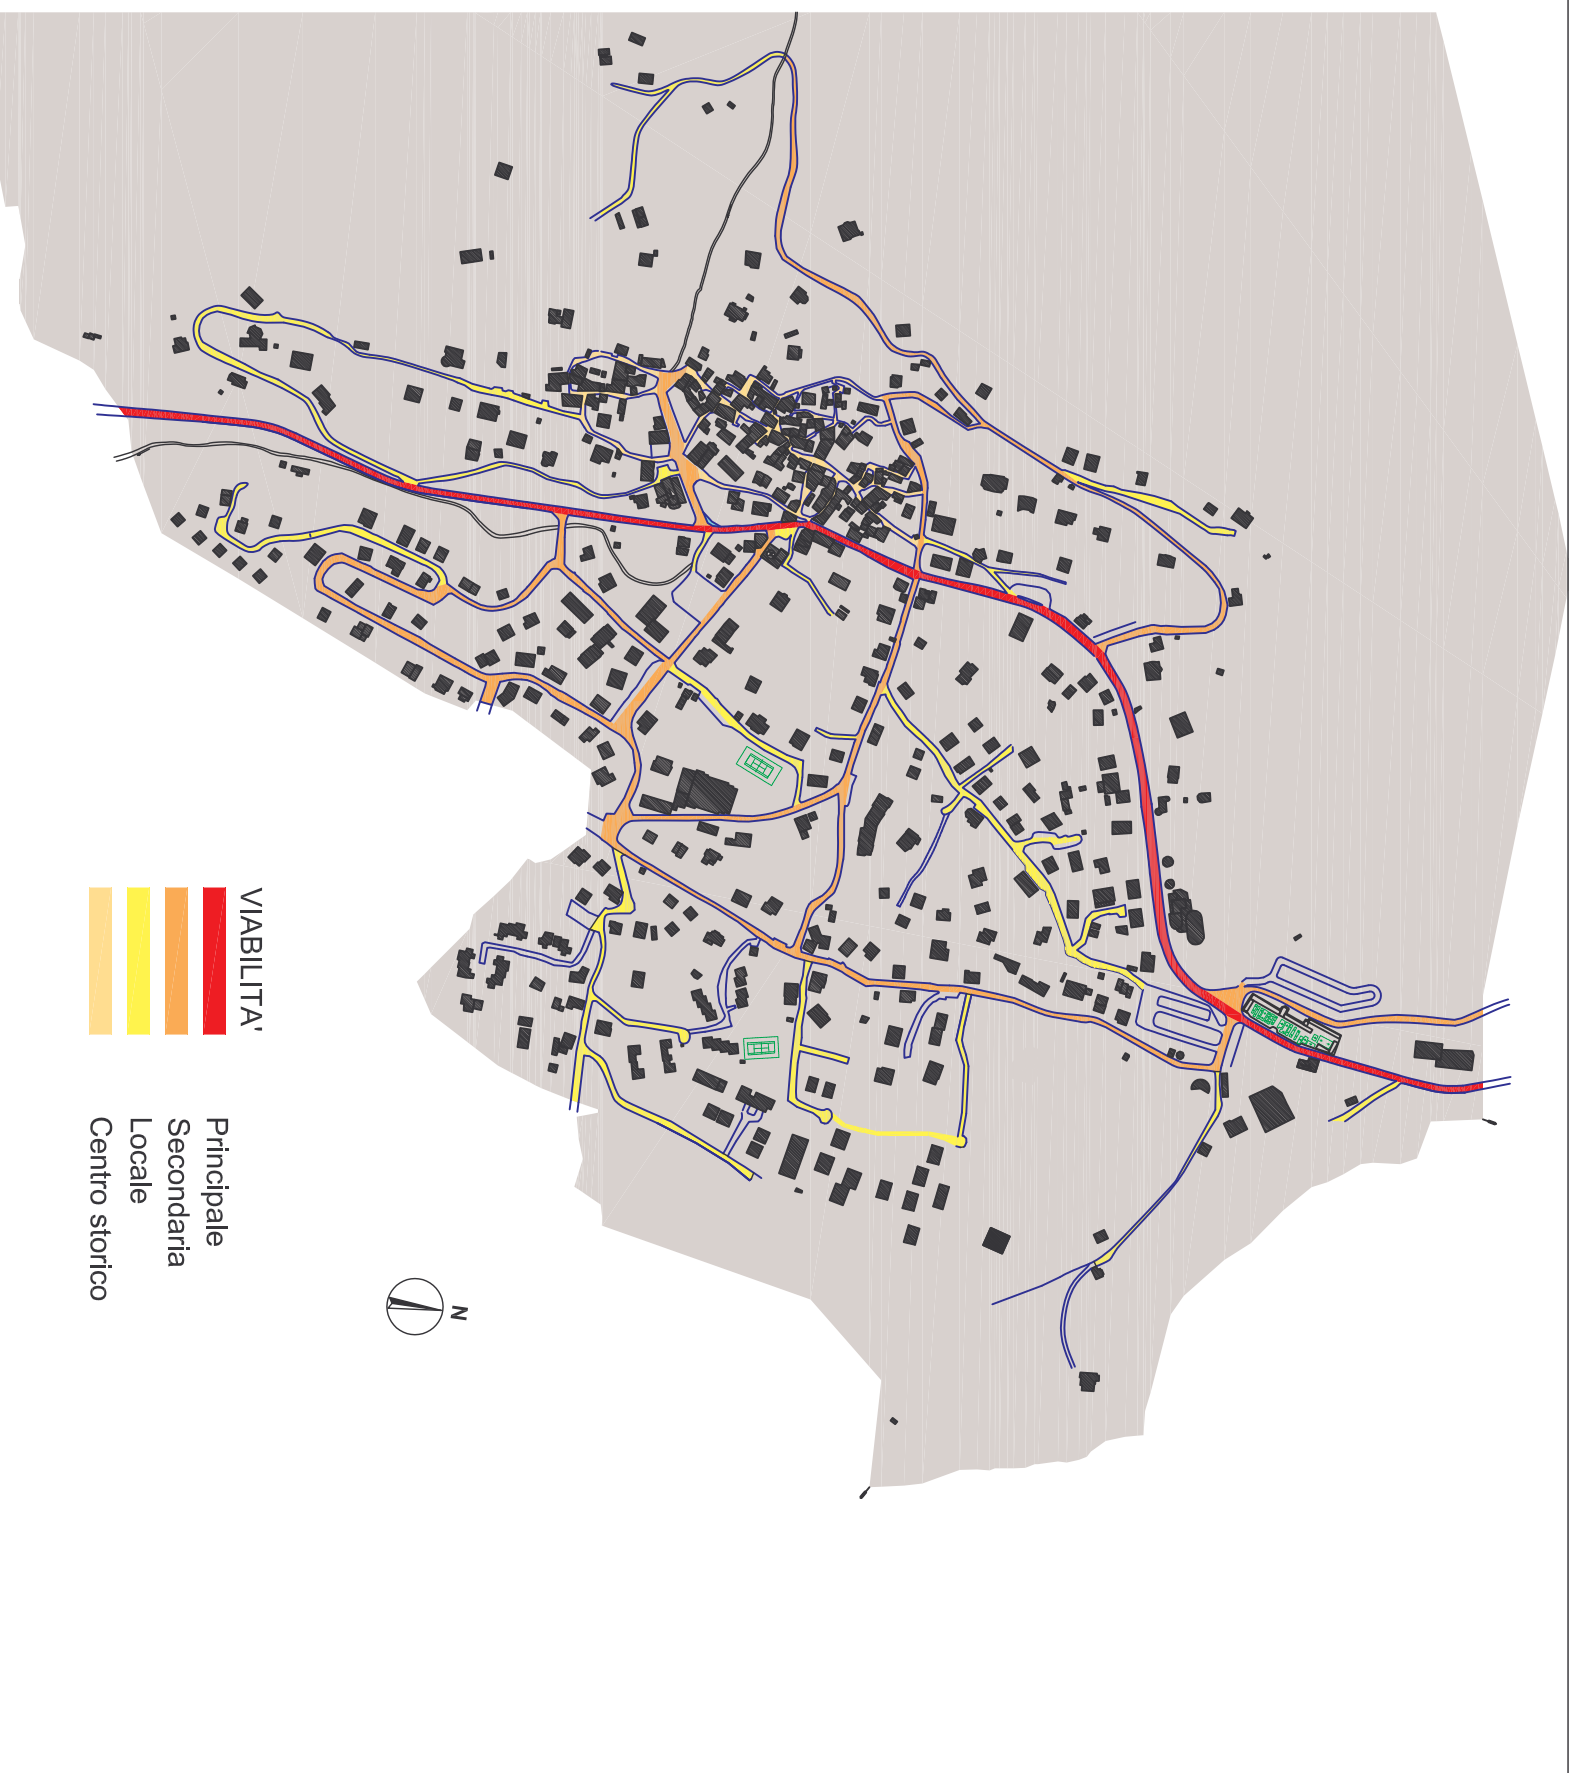 VIABILITA'
Principale
Secondaria
Locale
Centro storico
N